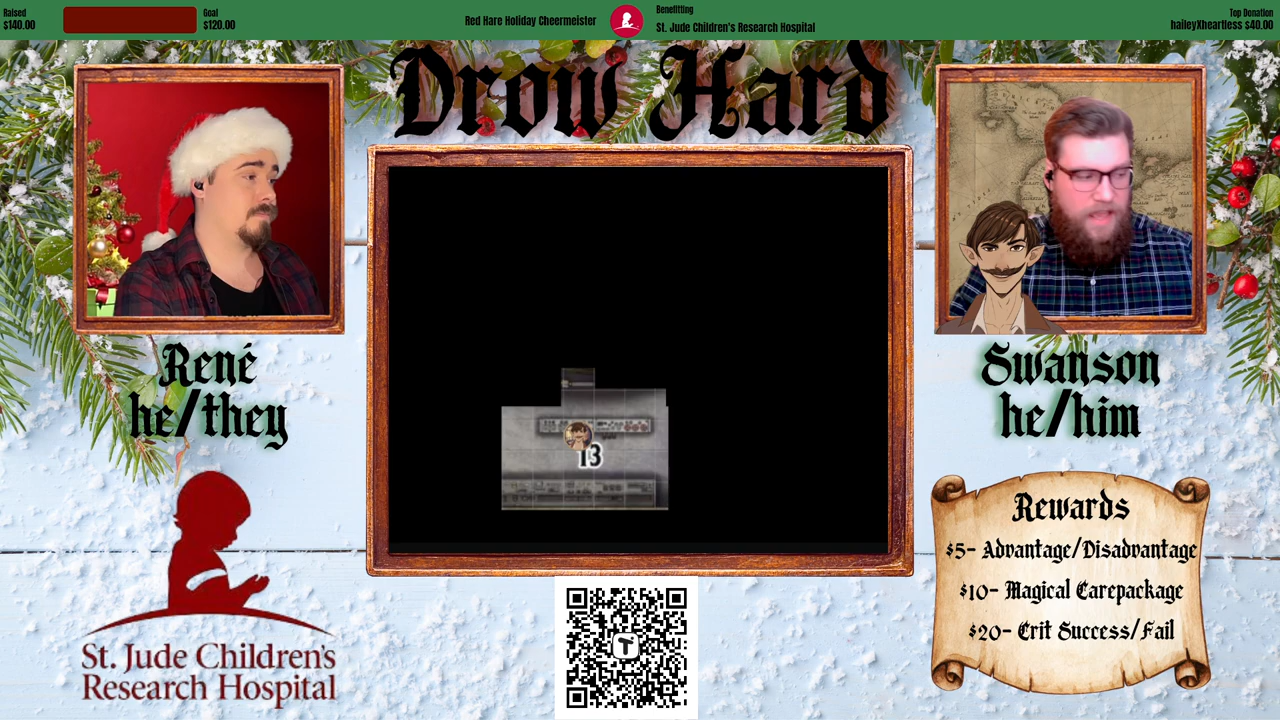 Raised
$140.00
Goal
$120.00
Red Hare Holiday Cheermeister
Benefitting
St. Jude Children's Research Hospital
Top Donation
haileyXheartless $40.00
Drow Hard
René
he/they
Swanson
he/him
13
Rewards
$5- Advantage/Disadvantage
$10- Magical Carepackage
$20- Crit Success/Fail
St. Jude Children's
Research Hospital
T